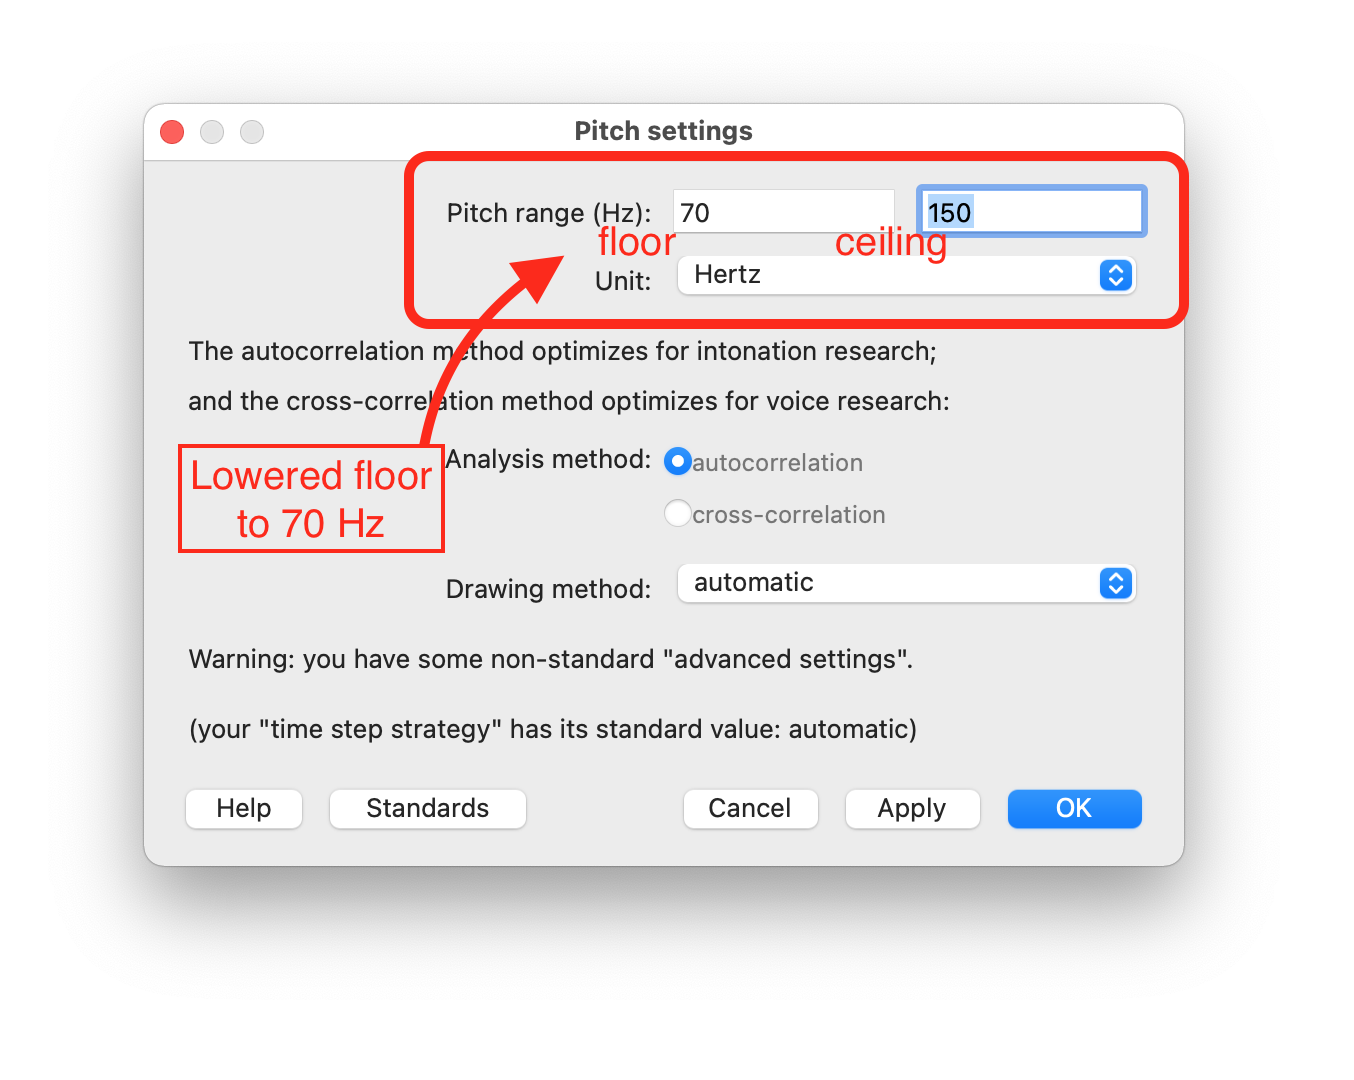 Pitch settings
Pitch range (Hz): 70 150
floor ceiling
Unit: Hertz
The autocorrelation method optimizes for intonation research;
and the cross-correlation method optimizes for voice research:
Lowered floor
to 70 Hz
Analysis method: autocorrelation
cross-correlation
Drawing method: automatic
Warning: you have some non-standard "advanced settings".
(your "time step strategy" has its standard value: automatic)
Help Standards Cancel Apply OK